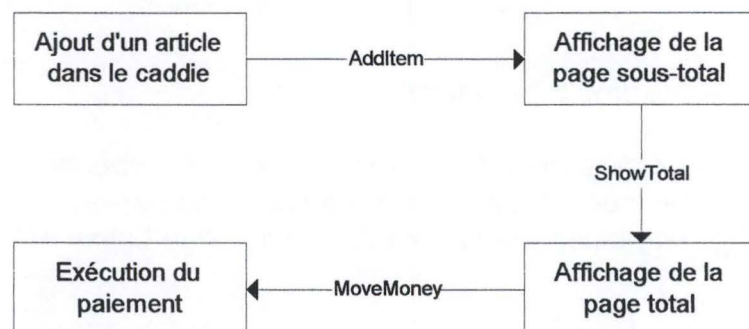 Ajout d'un article
dans le caddie
AddItem
Affichage de la
page sous-total
ShowTotal
Exécution du
paiement
MoveMoney
Affichage de la
page total